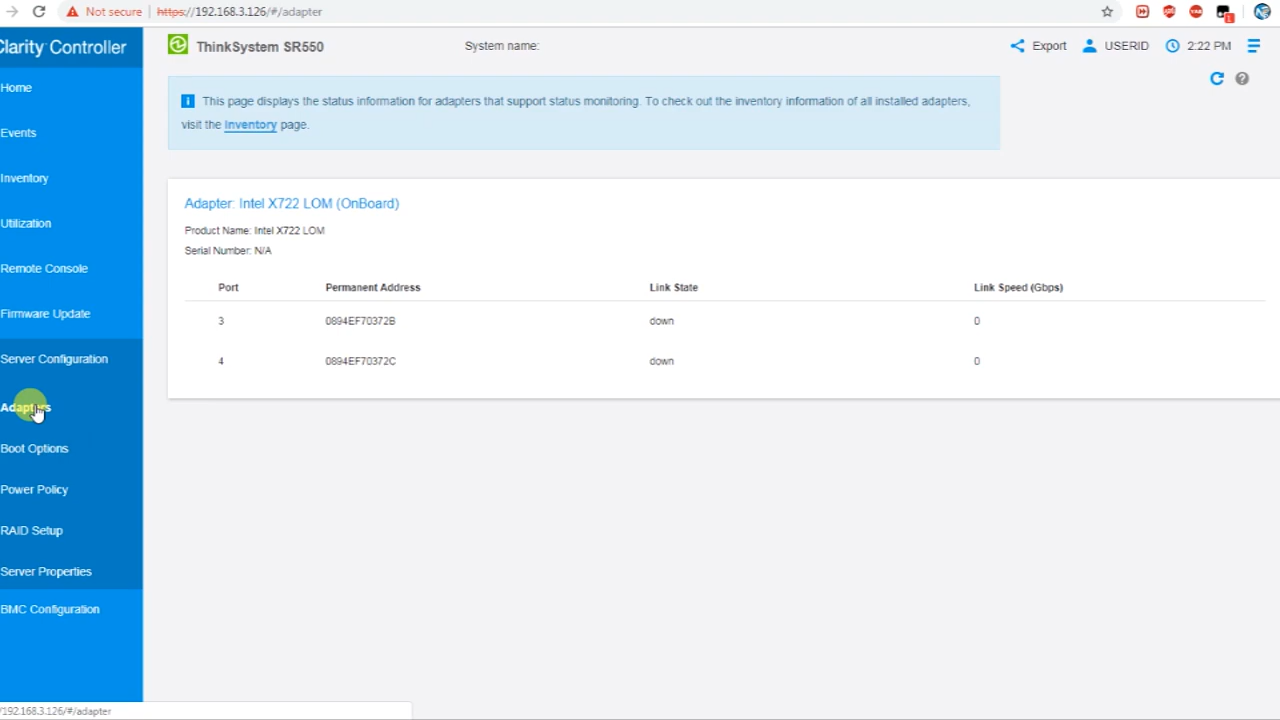 Not secure | https://192.168.3.126/#/adapter
Clarity Controller
ThinkSystem SR550
System name:
Export
USERID
2:22 PM
Home
Events
Inventory
Utilization
Remote Console
Firmware Update
Server Configuration
Adapters
Boot Options
Power Policy
RAID Setup
Server Properties
BMC Configuration
This page displays the status information for adapters that support status monitoring. To check out the inventory information of all installed adapters,
visit the Inventory page.
Adapter: Intel X722 LOM (OnBoard)
Product Name: Intel X722 LOM
Serial Number: N/A
Port Permanent Address Link State Link Speed (Gbps)
3 0894EF70372B down 0
4 0894EF70372C down 0
/192.168.3.126/#/adapter